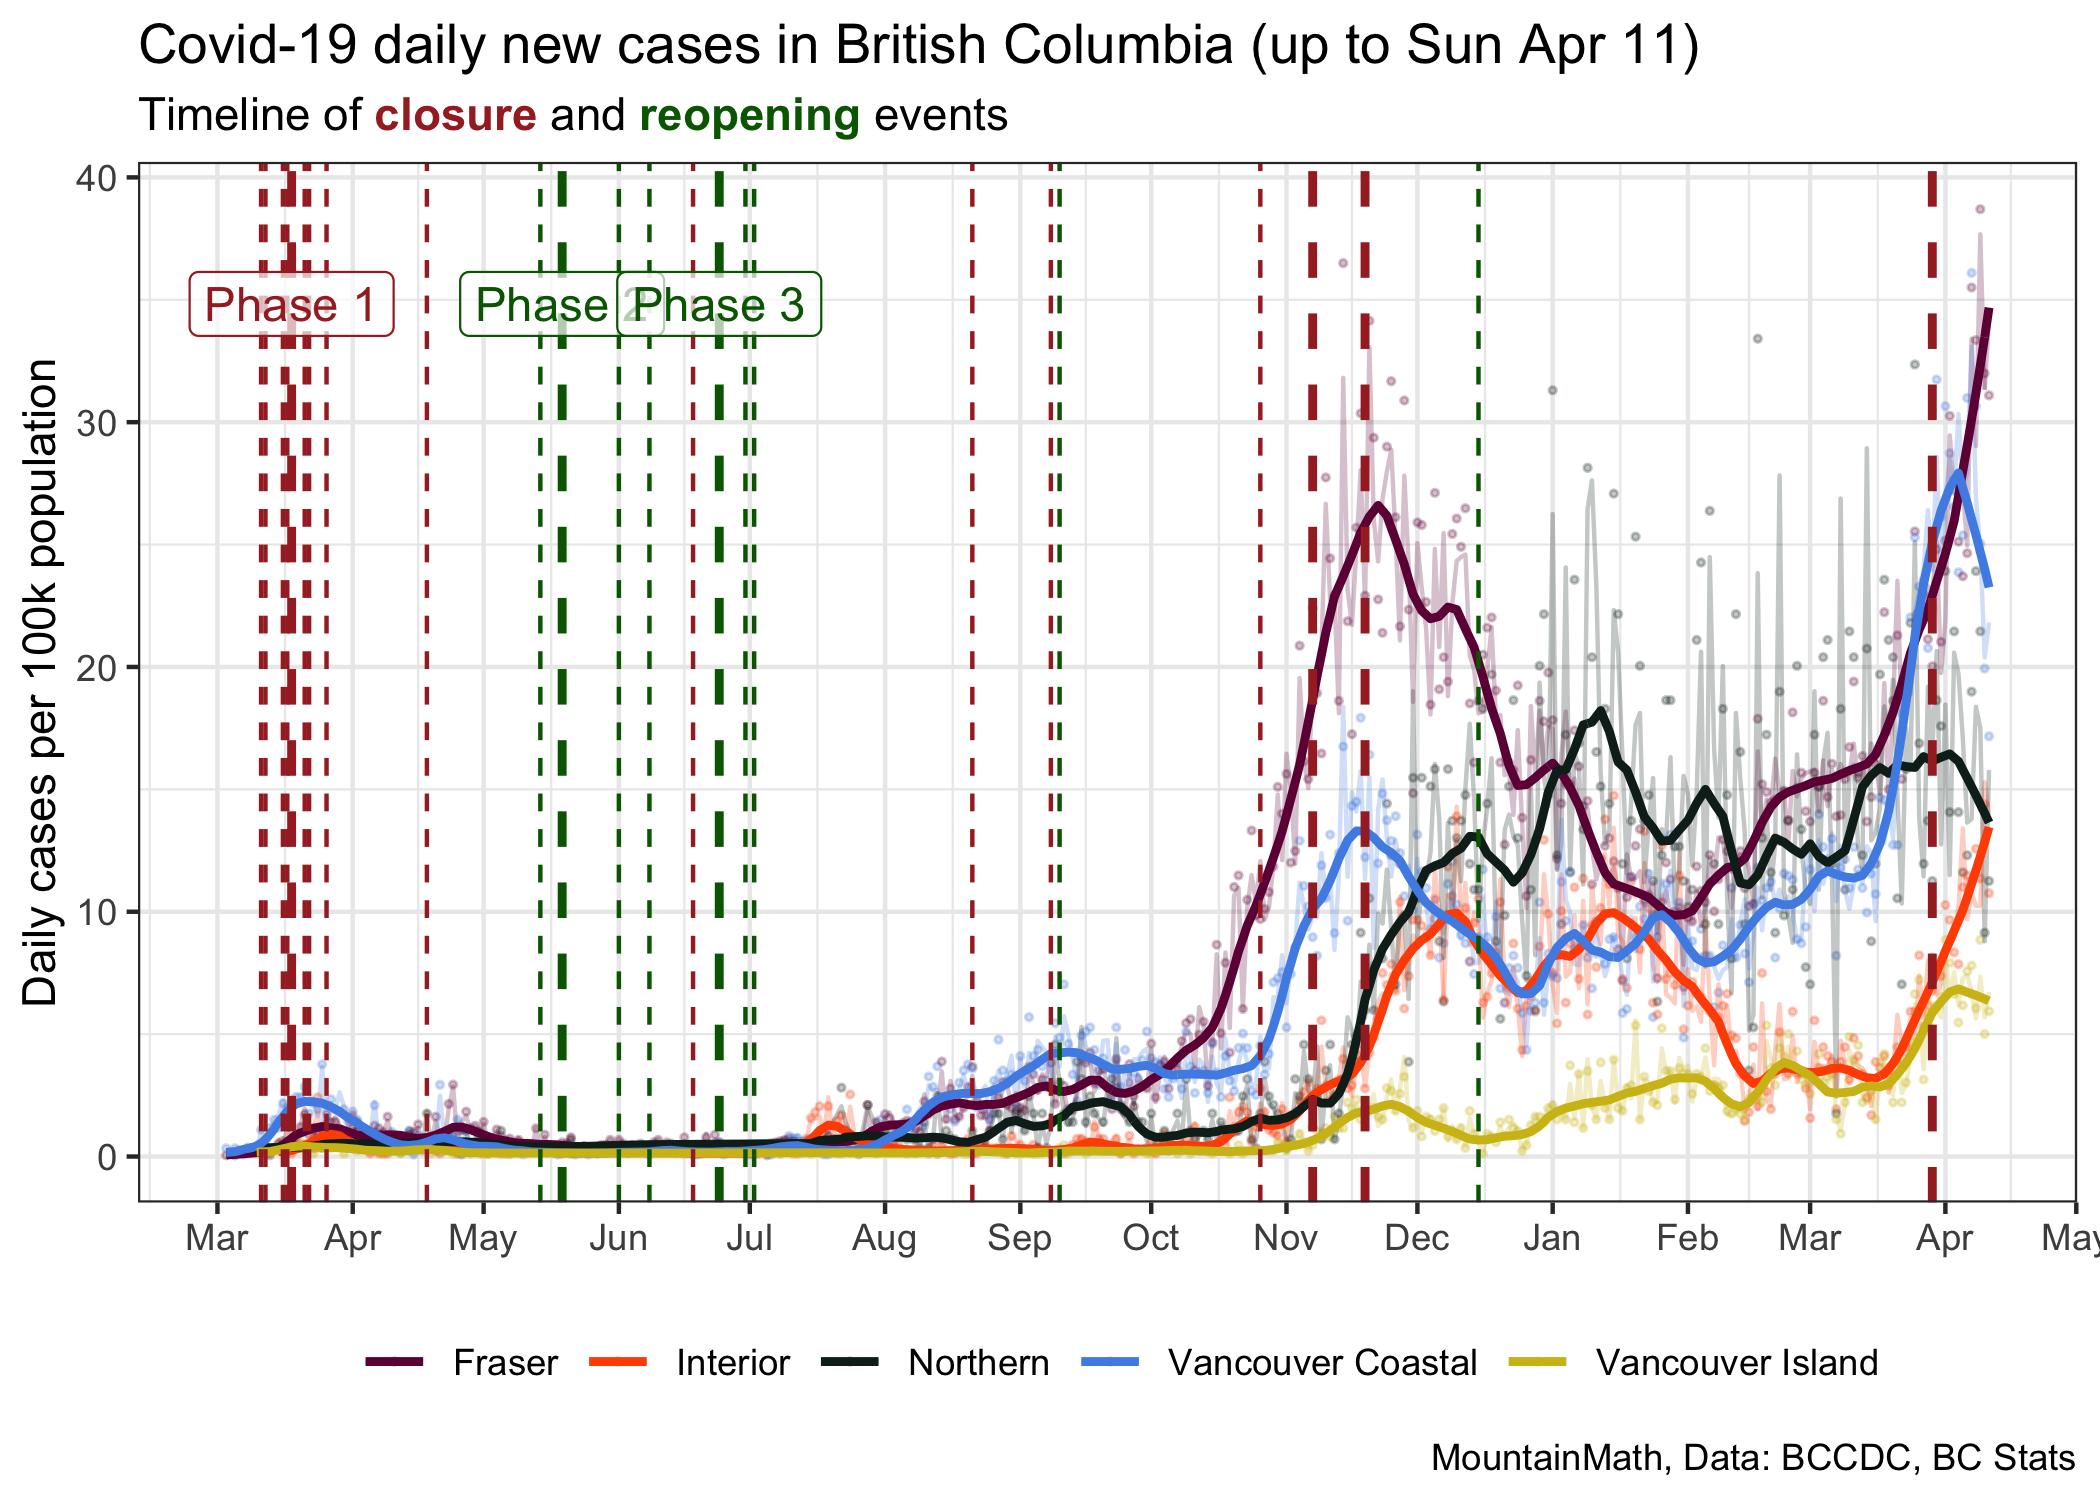 Covid-19 daily new cases in British Columbia (up to Sun Apr 11)
Timeline of closure and reopening events
Daily cases per 100k population
40
30
20
10
0
Phase 1
Phase 2
Phase 3
Mar
Apr
May
Jun
Jul
Aug
Sep
Oct
Nov
Dec
Jan
Feb
Mar
Apr
May
Fraser
Interior
Northern
Vancouver Coastal
Vancouver Island
MountainMath, Data: BCCDC, BC Stats